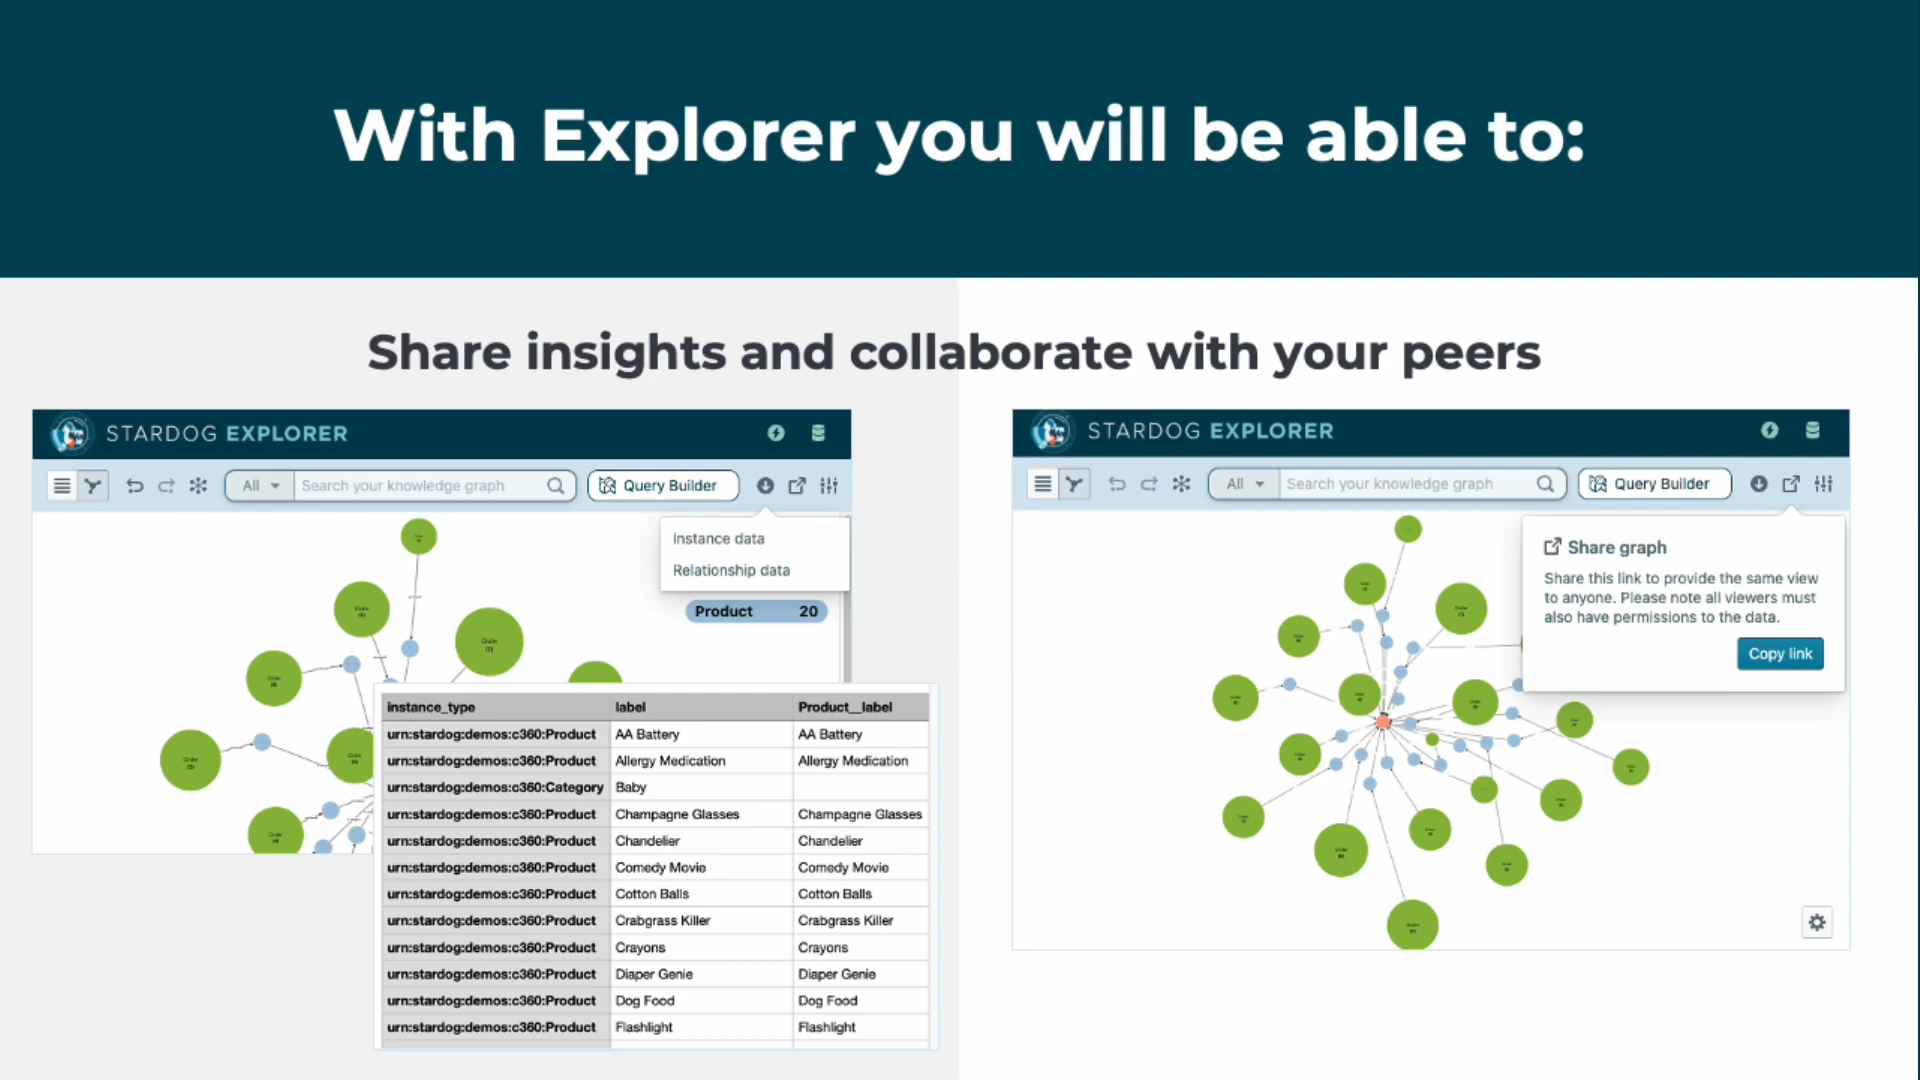 With Explorer you will be able to:
Share insights and collaborate with your peers
STARDOG EXPLORER
All
Search your knowledge graph
Query Builder
Instance data
Relationship data
Product 20
Order
Order
(7)
Order
Order
Order
Order
instance_type label Product__label
urn:stardog:demos:c360:Product AA Battery AA Battery
urn:stardog:demos:c360:Product Allergy Medication Allergy Medication
urn:stardog:demos:c360:Category Baby
urn:stardog:demos:c360:Product Champagne Glasses Champagne Glasses
urn:stardog:demos:c360:Product Chandelier Chandelier
urn:stardog:demos:c360:Product Comedy Movie Comedy Movie
urn:stardog:demos:c360:Product Cotton Balls Cotton Balls
urn:stardog:demos:c360:Product Crabgrass Killer Crabgrass Killer
urn:stardog:demos:c360:Product Crayons Crayons
urn:stardog:demos:c360:Product Diaper Genie Diaper Genie
urn:stardog:demos:c360:Product Dog Food Dog Food
urn:stardog:demos:c360:Product Flashlight Flashlight
STARDOG EXPLORER
All
Search your knowledge graph
Query Builder
Share graph
Share this link to provide the same view
to anyone. Please note all viewers must
also have permissions to the data.
Copy link